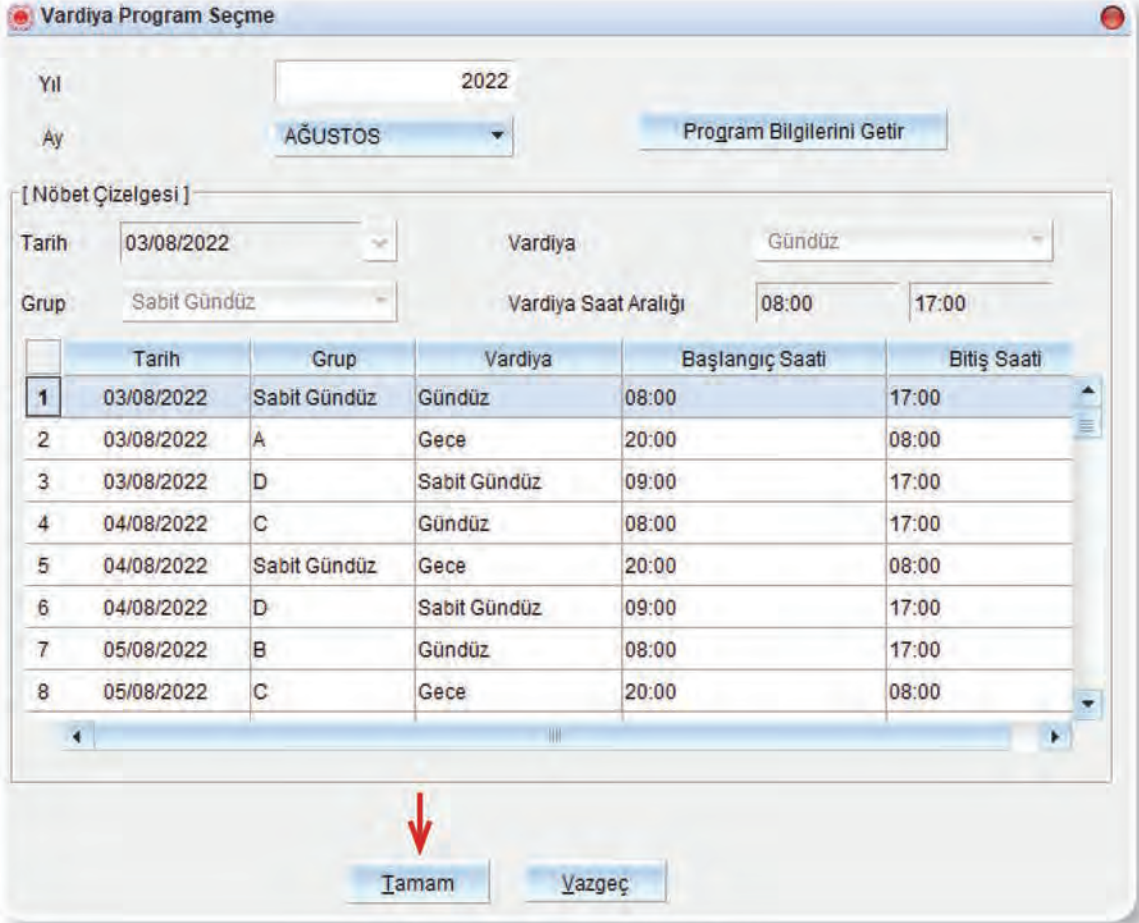 Vardiya Program Seçme
Yıl 2022
Ay AĞUSTOS Program Bilgilerini Getir
[ Nöbet Çizelgesi ]
Tarih 03/08/2022 Vardiya Gündüz
Grup Sabit Gündüz Vardiya Saat Aralığı 08:00 17:00
Tarih Grup Vardiya Başlangıç Saati Bitiş Saati
1 03/08/2022 Sabit Gündüz Gündüz 08:00 17:00
2 03/08/2022 A Gece 20:00 08:00
3 03/08/2022 D Sabit Gündüz 09:00 17:00
4 04/08/2022 C Gündüz 08:00 17:00
5 04/08/2022 Sabit Gündüz Gece 20:00 08:00
6 04/08/2022 D Sabit Gündüz 09:00 17:00
7 05/08/2022 B Gündüz 08:00 17:00
8 05/08/2022 C Gece 20:00 08:00
Tamam Vazgeç